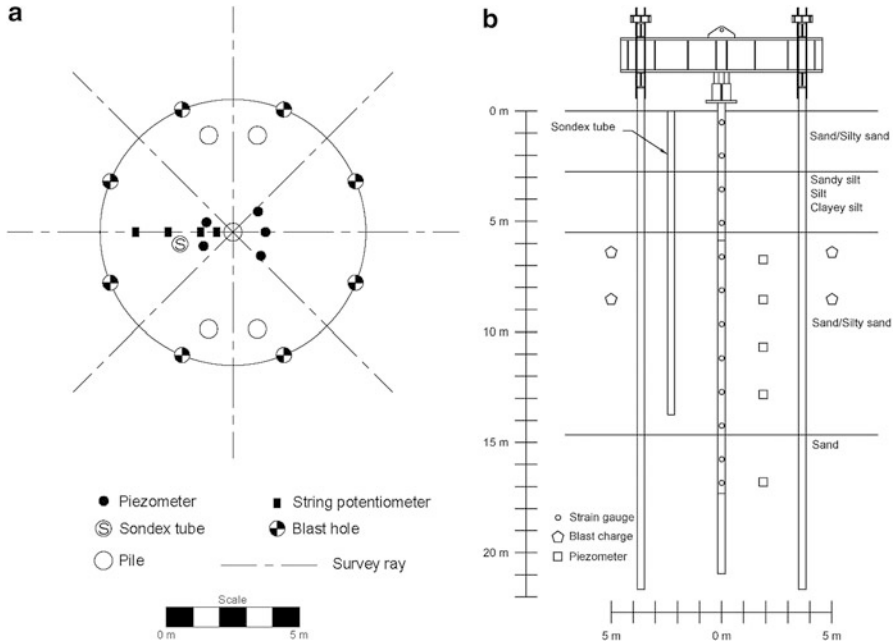 a
S
Piezometer
String potentiometer
S
Sondex tube
Blast hole
Pile
Survey ray
Scale
0 m
5 m
b
0 m
5 m
10 m
15 m
20 m
Sondex tube
Sand/Silty sand
Sandy silt
Silt
Clayey silt
Sand/Silty sand
Sand
Strain gauge
Blast charge
Piezometer
5 m
0 m
5 m